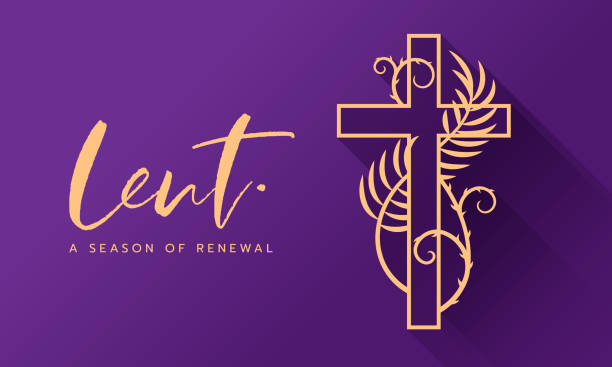 Lent.
A SEASON OF RENEWAL